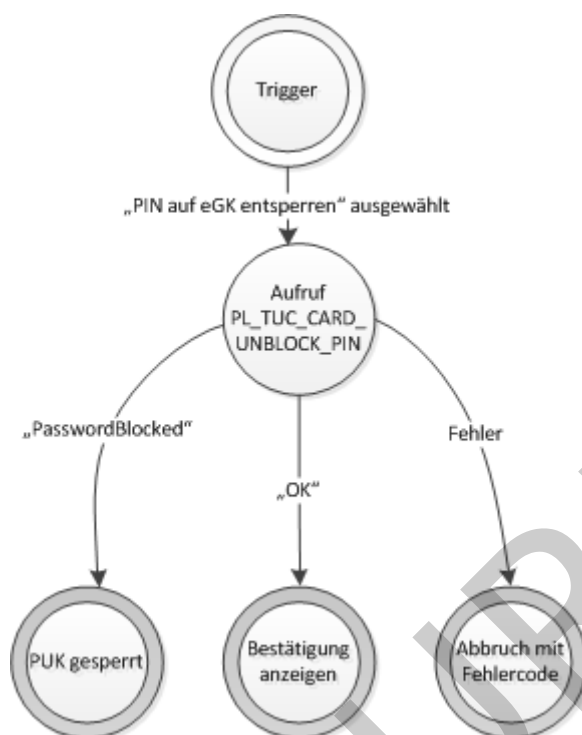 Trigger
„PIN auf eGK entsperren“ ausgewählt
Aufruf
PL_TUC_CARD_
UNBLOCK_PIN
„PasswordBlocked“
Fehler
„OK“
PUK gesperrt
Bestätigung
anzeigen
Abbruch mit
Fehlercode